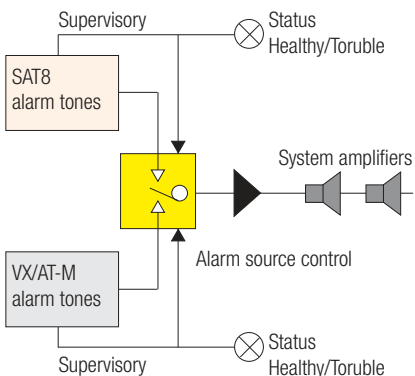 Supervisory
Status
Healthy/Toruble
SAT8
alarm tones
System amplifiers
Alarm source control
VX/AT-M
alarm tones
Status
Healthy/Toruble
Supervisory